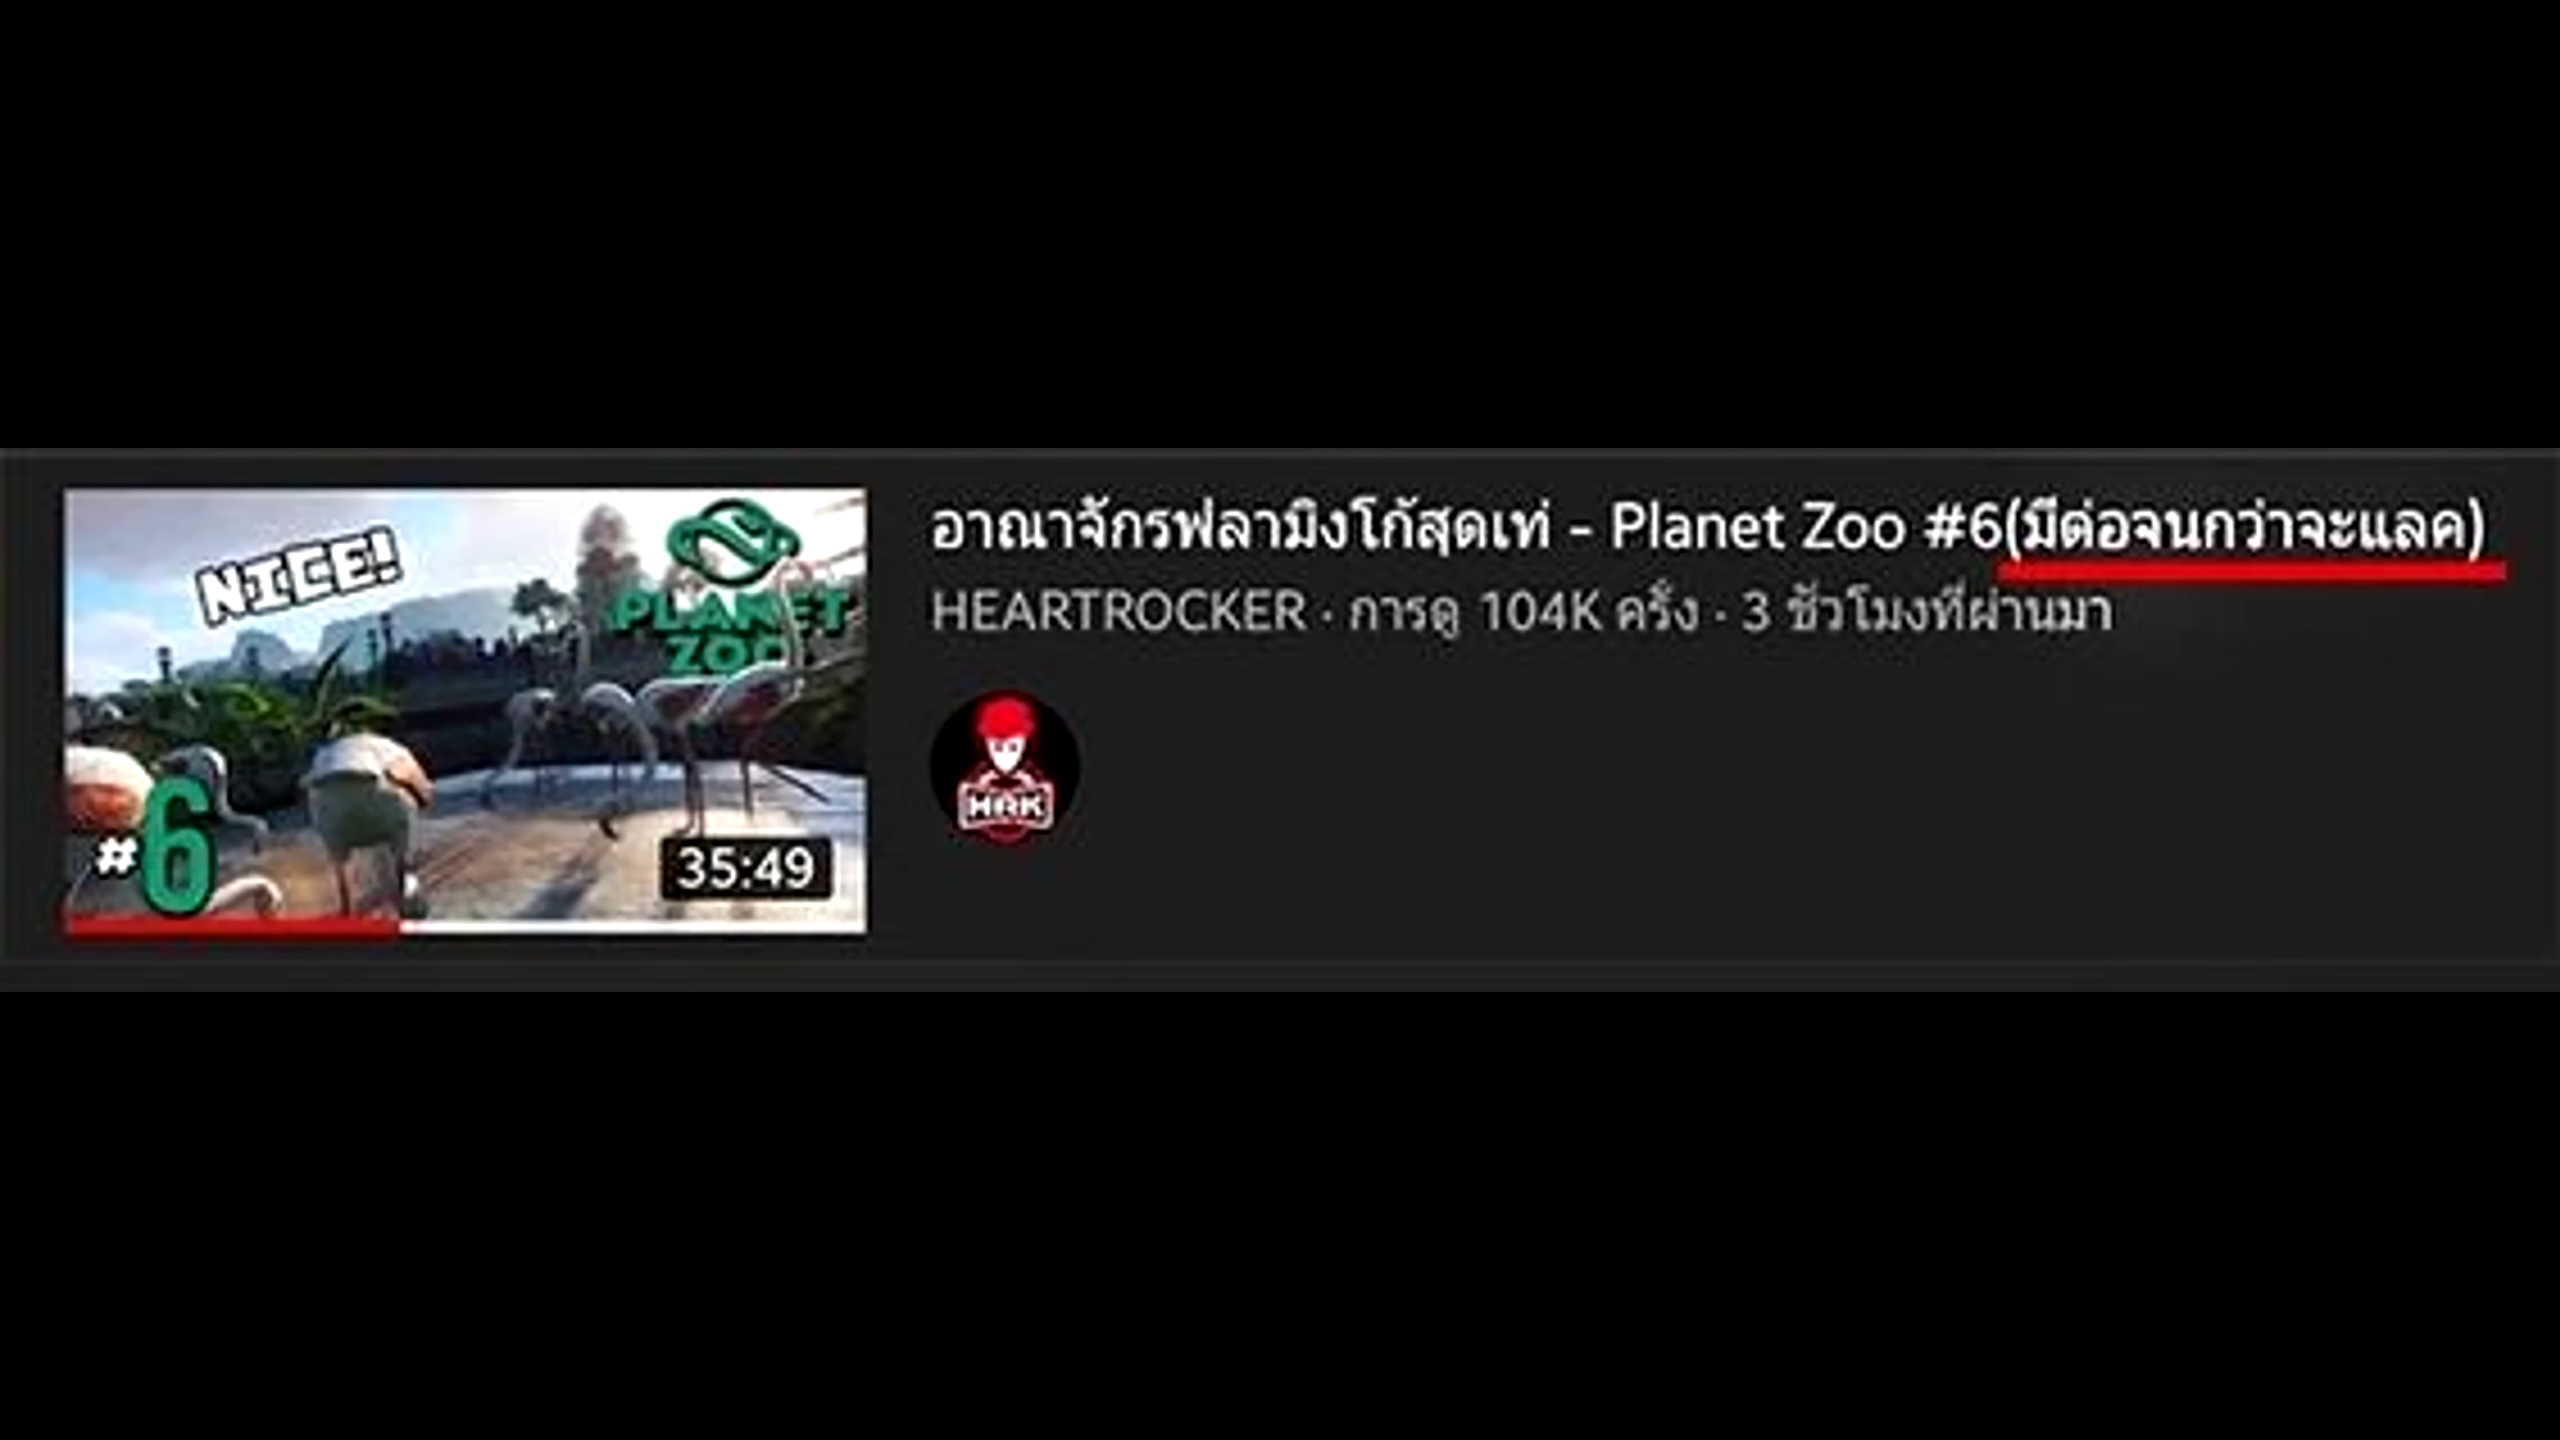 NICE!
PLANET
ZOO
#6
35:49
อาณาจักรฟลามิงโก้สุดเท่ - Planet Zoo #6(มีต่อจนกว่าจะแลค)
HEARTROCKER · การดู 104K ครั้ง · 3 ชั่วโมงที่ผ่านมา
HRK